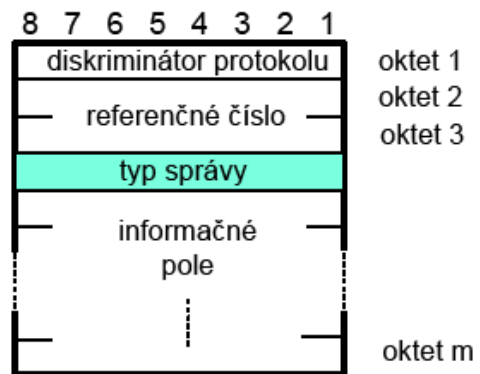 8 7 6 5 4 3 2 1
diskriminátor protokolu oktet 1
oktet 2
referenčné číslo
oktet 3
typ správy
informačné
pole
oktet m